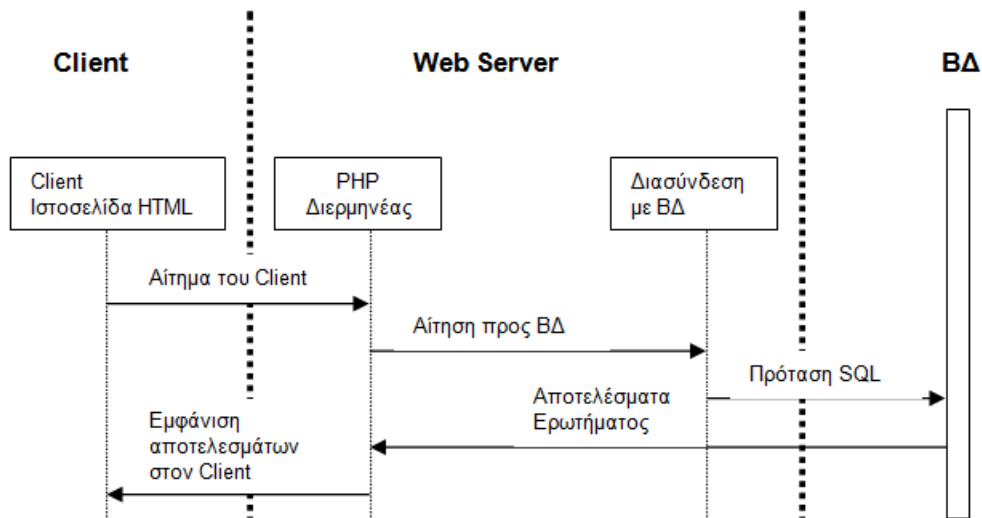 Client
Web Server
ΒΔ
Client
Ιστοσελίδα HTML
PHP
Διερμηνέας
Διασύνδεση
με ΒΔ
Αίτημα του Client
Αίτηση προς ΒΔ
Πρόταση SQL
Αποτελέσματα
Ερωτήματος
Εμφάνιση
αποτελεσμάτων
στον Client